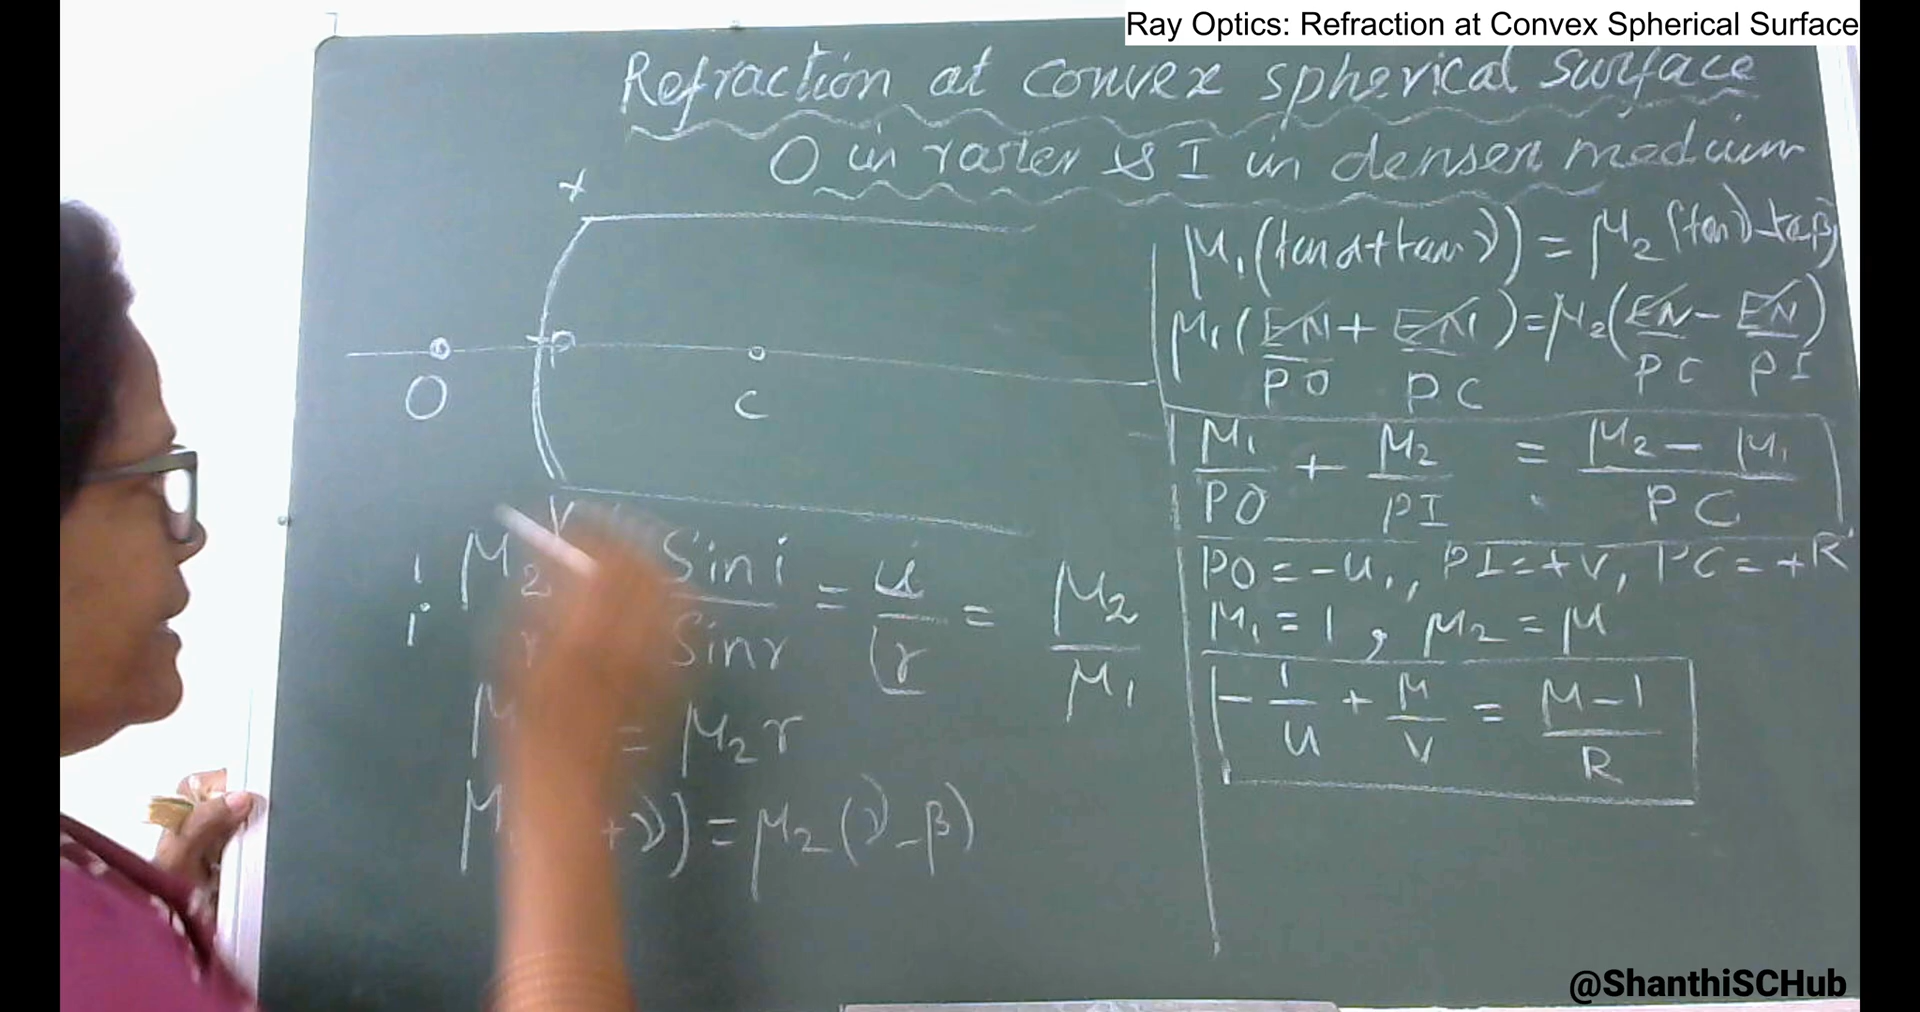 Ray Optics: Refraction at Convex Spherical Surface
Refraction at convex spherical surface
O in rarer & I in denser medium
X
P
O
C
Y
μ₂ Sin i = i = μ₂
Sin r r μ₁
= μ₂ r
+ γ) = μ₂ (γ - β)
μ₁ (tan α + tan γ) = μ₂ (tan γ - tan β)
μ₁ (EN/PO + EN/PC) = μ₂ (EN/PC - EN/PI)
μ₁/PO + μ₂/PI = μ₂ - μ₁/PC
PO = -u, PI = +v, PC = +R
μ₁ = 1, μ₂ = μ
-1/u + μ/v = μ-1/R
@ShanthiSCHub